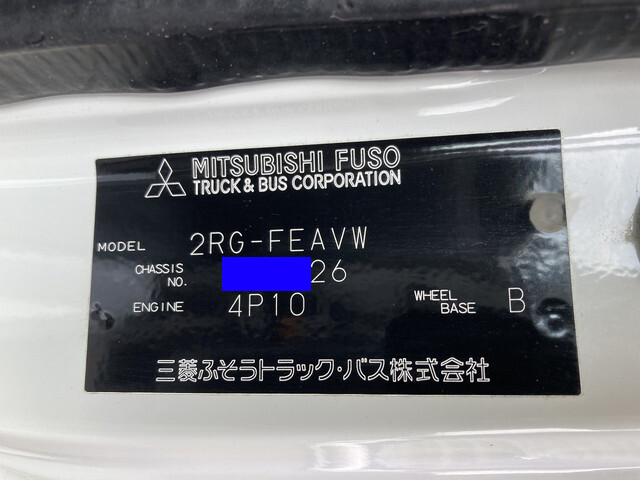 MITSUBISHI FUSO
TRUCK & BUS CORPORATION
MODEL 2RG-FEAVW
CHASSIS NO. 26
ENGINE 4P10 WHEEL BASE B
三菱ふそうトラック・バス株式会社